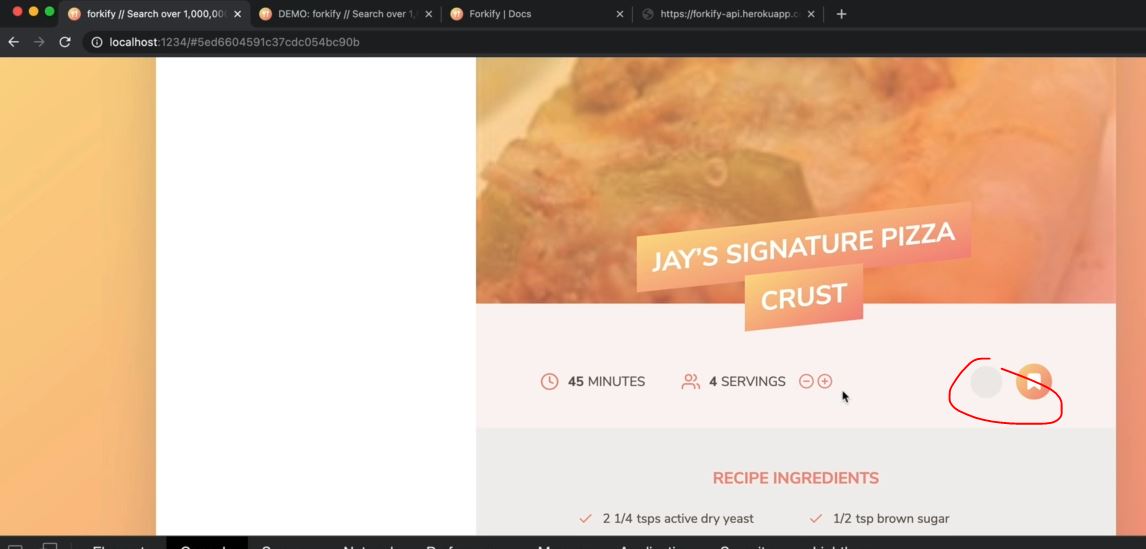 forkify // Search over 1,000,00
DEMO: forkify // Search over 1,
Forkify | Docs
https://forkify-api.herokuapp.c
localhost:1234/#5ed6604591c37cdc054bc90b
JAY'S SIGNATURE PIZZA
CRUST
45 MINUTES
4 SERVINGS
RECIPE INGREDIENTS
2 1/4 tsps active dry yeast
1/2 tsp brown sugar